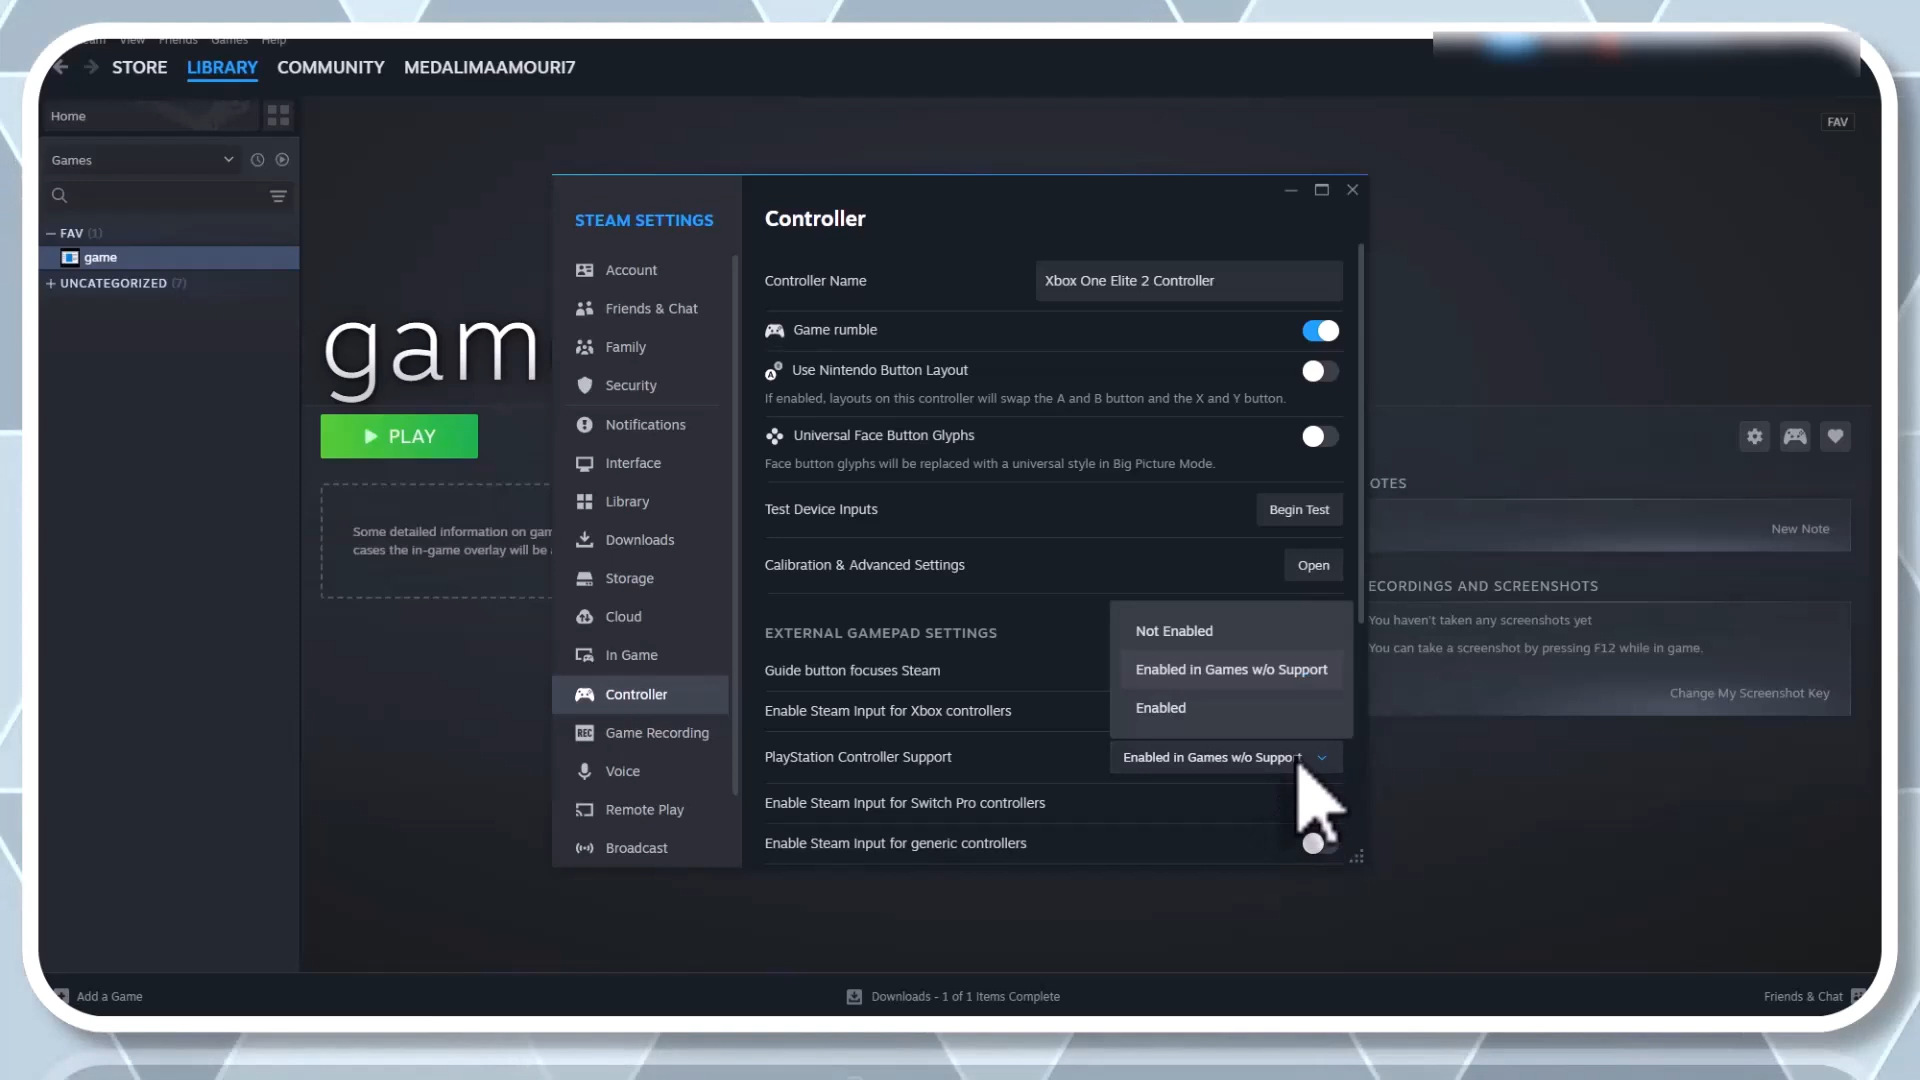 View Friends Games Help
STORE LIBRARY COMMUNITY MEDALIMAAMOURI7
Home
Games
FAV (1)
game
UNCATEGORIZED (7)
FAV
gam
PLAY
Some detailed information on gam
cases the in-game overlay will be
STEAM SETTINGS
Account
Friends & Chat
Family
Security
Notifications
Interface
Library
Downloads
Storage
Cloud
In Game
Controller
REC Game Recording
Voice
Remote Play
Broadcast
Controller
Controller Name Xbox One Elite 2 Controller
Game rumble
Use Nintendo Button Layout
If enabled, layouts on this controller will swap the A and B button and the X and Y button.
Universal Face Button Glyphs
Face button glyphs will be replaced with a universal style in Big Picture Mode.
Test Device Inputs Begin Test
Calibration & Advanced Settings Open
EXTERNAL GAMEPAD SETTINGS
Guide button focuses Steam
Enable Steam Input for Xbox controllers
Not Enabled
Enabled in Games w/o Support
Enabled
PlayStation Controller Support Enabled in Games w/o Support
Enable Steam Input for Switch Pro controllers
Enable Steam Input for generic controllers
OTES
New Note
ECORDINGS AND SCREENSHOTS
You haven't taken any screenshots yet
You can take a screenshot by pressing F12 while in game.
Change My Screenshot Key
Add a Game
Downloads - 1 of 1 Items Complete
Friends & Chat